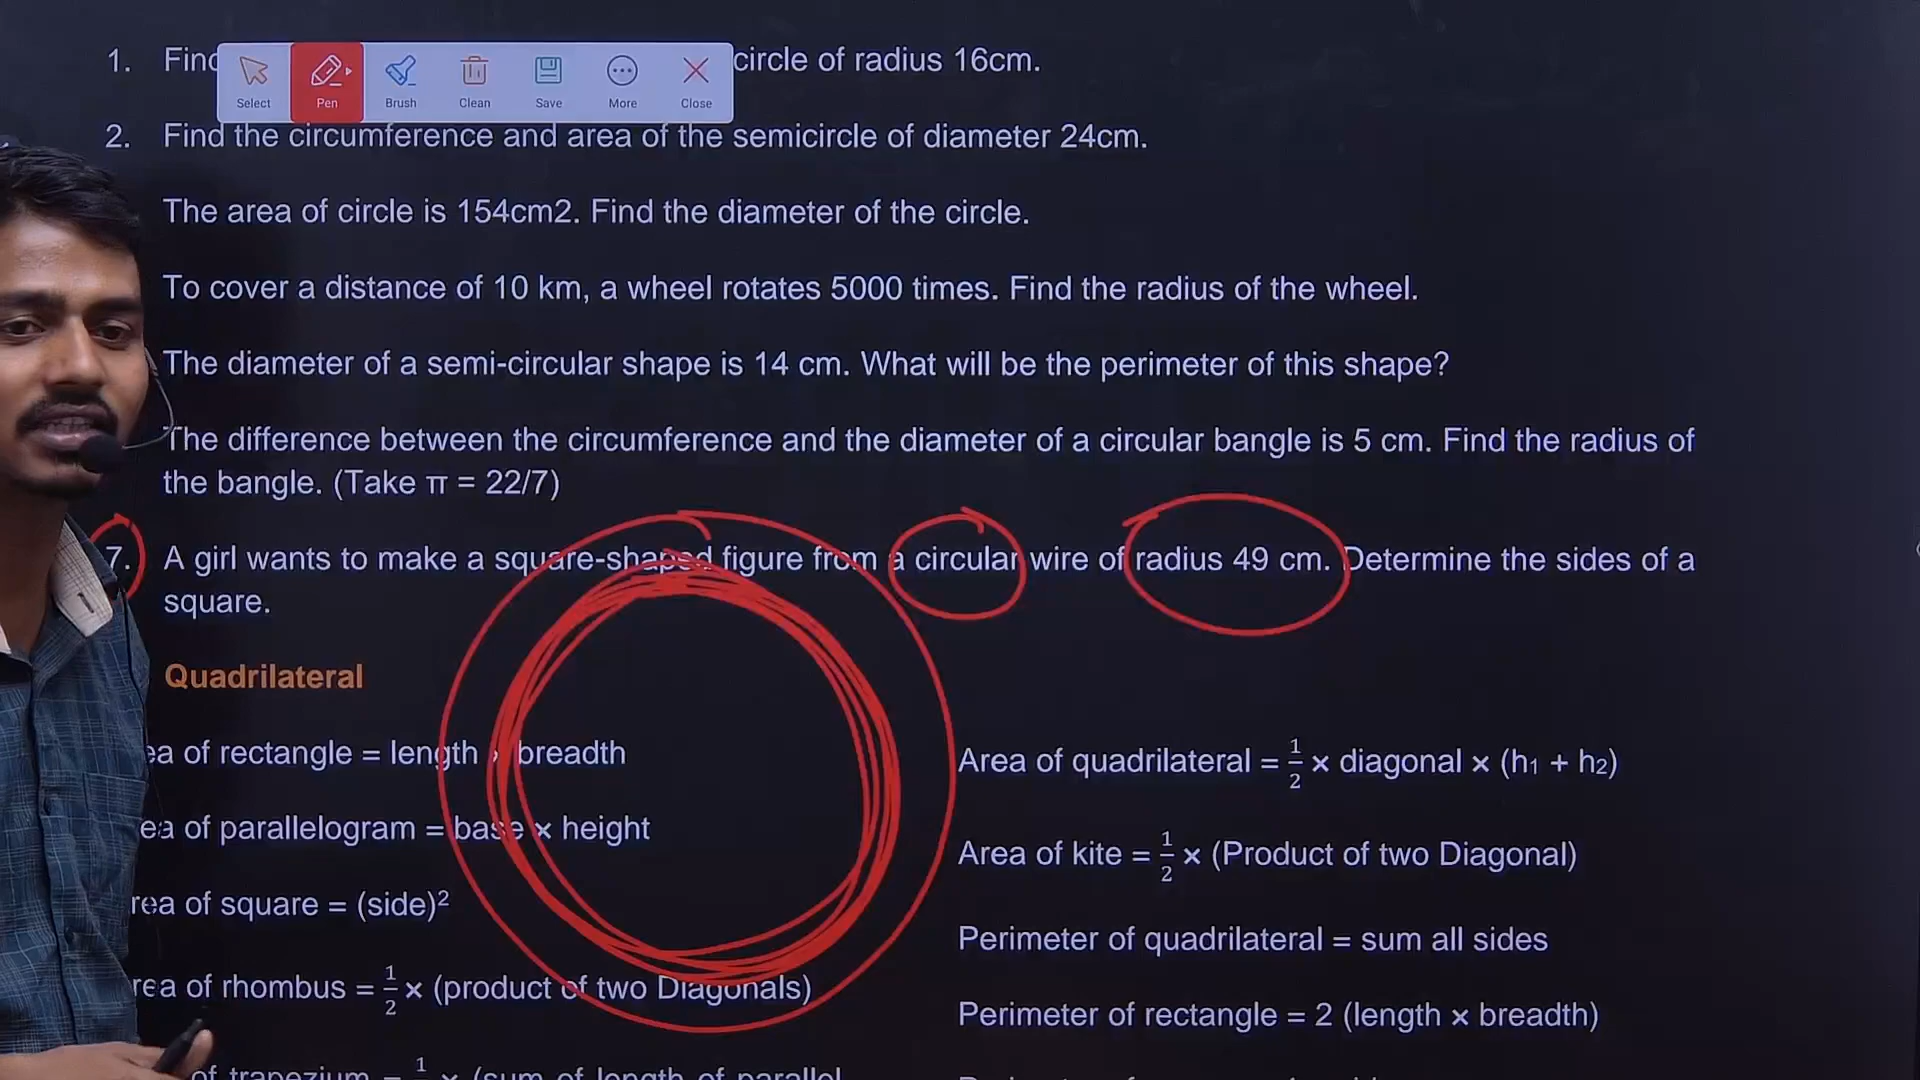 1. Find circle of radius 16cm.
Select Pen Brush Clean Save More Close
2. Find the circumference and area of the semicircle of diameter 24cm.
The area of circle is 154cm2. Find the diameter of the circle.
To cover a distance of 10 km, a wheel rotates 5000 times. Find the radius of the wheel.
The diameter of a semi-circular shape is 14 cm. What will be the perimeter of this shape?
The difference between the circumference and the diameter of a circular bangle is 5 cm. Find the radius of
the bangle. (Take π = 22/7)
7. A girl wants to make a square-shaped figure from a circular wire of radius 49 cm. Determine the sides of a
square.
Quadrilateral
ea of rectangle = length × breadth
ea of parallelogram = base × height
rea of square = (side)²
rea of rhombus = 1/2 × (product of two Diagonals)
of trapezium = 1/ × (sum of length of parallel
Area of quadrilateral = 1/2 × diagonal × (h₁ + h₂)
Area of kite = 1/2 × (Product of two Diagonal)
Perimeter of quadrilateral = sum all sides
Perimeter of rectangle = 2 (length × breadth)